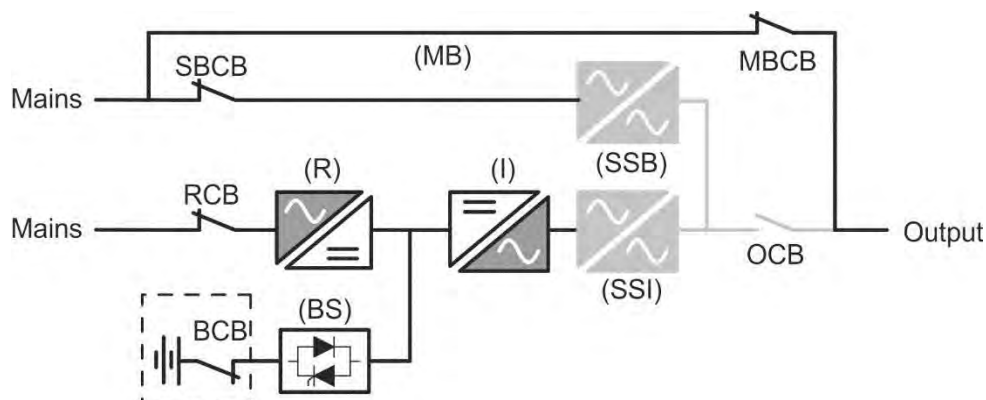 (MB)
MBCB
SBCB
Mains
(SSB)
(R)
(I)
RCB
Mains
Output
OCB
(SSI)
(BS)
BCB